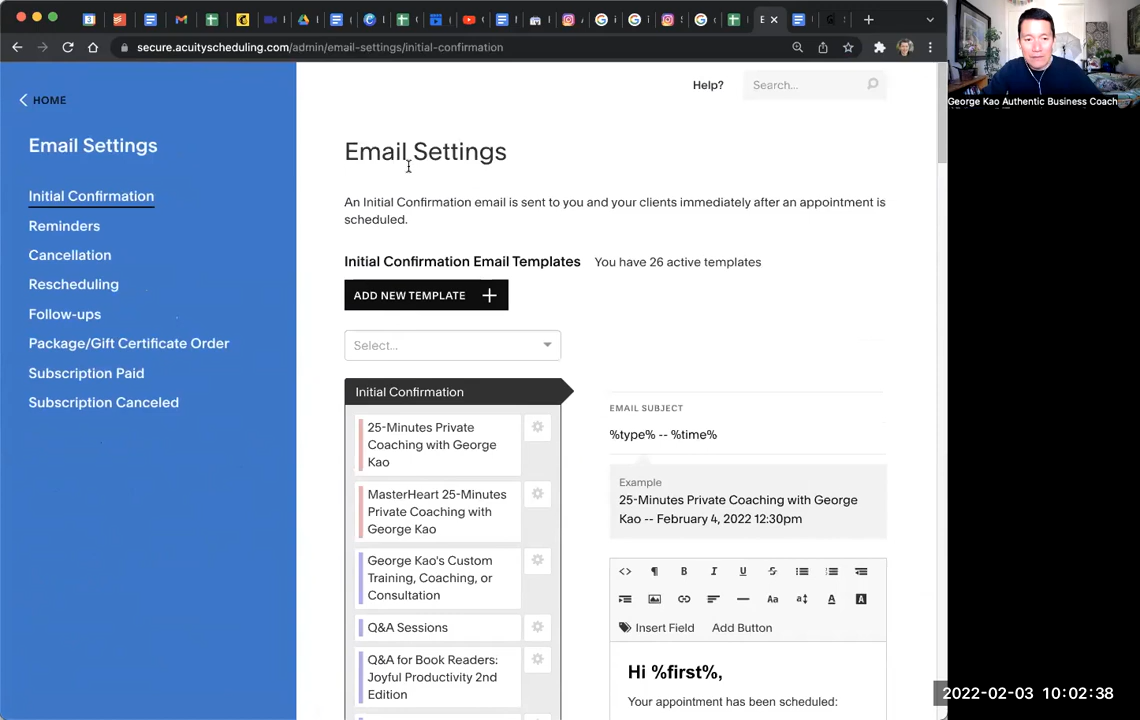 secure.acuityscheduling.com/admin/email-settings/initial-confirmation
George Kao Authentic Business Coach
HOME
Help?
Search...
Email Settings
Initial Confirmation
Reminders
Cancellation
Rescheduling
Follow-ups
Package/Gift Certificate Order
Subscription Paid
Subscription Canceled
Email Settings
An Initial Confirmation email is sent to you and your clients immediately after an appointment is
scheduled.
Initial Confirmation Email Templates You have 26 active templates
ADD NEW TEMPLATE +
Select...
Initial Confirmation
25-Minutes Private
Coaching with George
Kao
MasterHeart 25-Minutes
Private Coaching with
George Kao
George Kao's Custom
Training, Coaching, or
Consultation
Q&A Sessions
Q&A for Book Readers:
Joyful Productivity 2nd
Edition
EMAIL SUBJECT
%type% -- %time%
Example
25-Minutes Private Coaching with George
Kao -- February 4, 2022 12:30pm
Insert Field Add Button
Hi %first%,
Your appointment has been scheduled:
2022-02-03 10:02:38